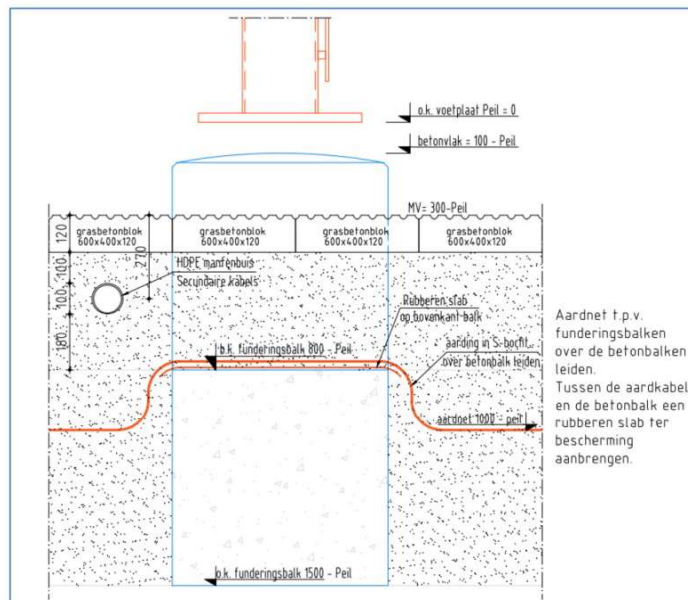 o.k. voetplaat Peil = 0
betonvlak = 100 - Peil
MV= 300-Peil
120
grasbetonblok
600x400x120
grasbetonblok
600x400x120
grasbetonblok
600x400x120
grasbetonblok
600x400x120
270
100
100
180
HDPE mantenbuis
Secundaire kabels
Rubberen slab
op bovenkant balk
b.k. funderingsbalk 800 - Peil
aarding in S-bocht
over betonbalk leiden
aardnet 1000 - peil
o.k. funderingsbalk 1500 - Peil
Aardnet t.p.v.
funderingsbalken
over de betonbalken
leiden.
Tussen de aardkabel
en de betonbalk een
rubberen slab ter
bescherming
aanbrengen.